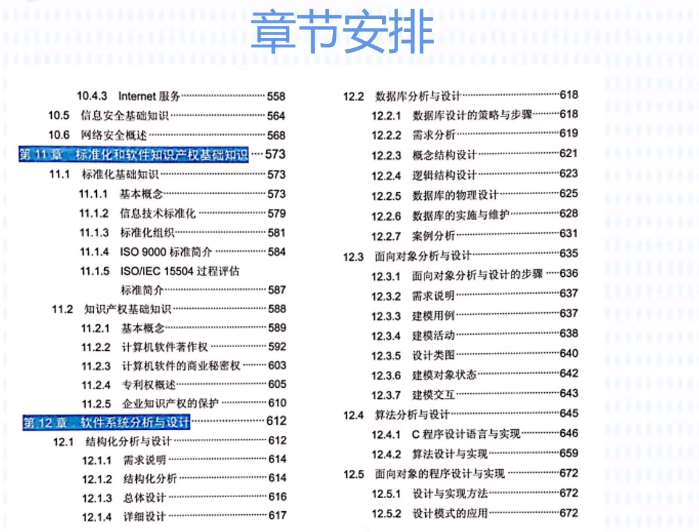 章节安排
10.4.3 Internet 服务 558
10.5 信息安全基础知识 564
10.6 网络安全概述 568
第 11 章 标准化和软件知识产权基础知识 573
11.1 标准化基础知识 573
11.1.1 基本概念 573
11.1.2 信息技术标准化 579
11.1.3 标准化组织 581
11.1.4 ISO 9000 标准简介 584
11.1.5 ISO/IEC 15504 过程评估
标准简介 587
11.2 知识产权基础知识 588
11.2.1 基本概念 589
11.2.2 计算机软件著作权 592
11.2.3 计算机软件的商业秘密权 603
11.2.4 专利权概述 605
11.2.5 企业知识产权的保护 610
第 12 章 软件系统分析与设计 612
12.1 结构化分析与设计 612
12.1.1 需求说明 614
12.1.2 结构化分析 614
12.1.3 总体设计 616
12.1.4 详细设计 617
12.2 数据库分析与设计 618
12.2.1 数据库设计的策略与步骤 618
12.2.2 需求分析 619
12.2.3 概念结构设计 621
12.2.4 逻辑结构设计 623
12.2.5 数据库的物理设计 625
12.2.6 数据库的实施与维护 628
12.2.7 案例分析 631
12.3 面向对象分析与设计 635
12.3.1 面向对象分析与设计的步骤 636
12.3.2 需求说明 637
12.3.3 建模用例 637
12.3.4 建模活动 638
12.3.5 设计类图 640
12.3.6 建模对象状态 642
12.3.7 建模交互 643
12.4 算法分析与设计 645
12.4.1 C 程序设计语言与实现 646
12.4.2 算法设计与实现 659
12.5 面向对象的程序设计与实现 672
12.5.1 设计与实现方法 672
12.5.2 设计模式的应用 672